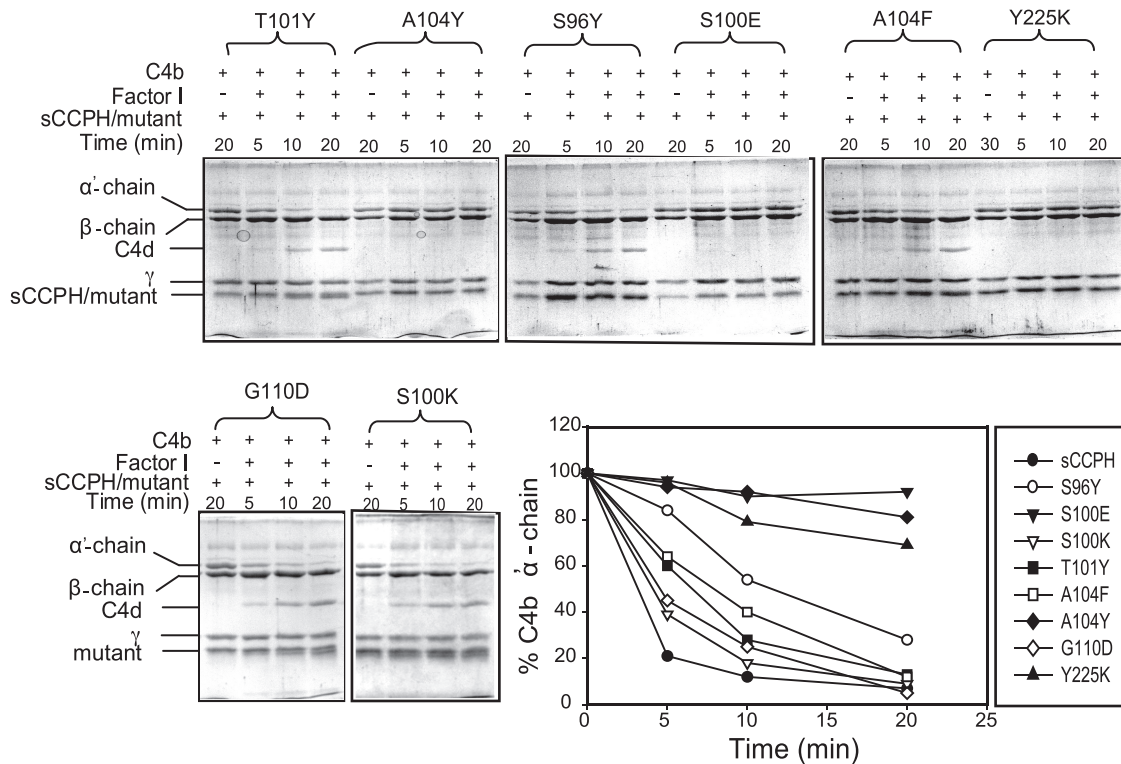 T101Y A104Y S96Y S100E A104F Y225K
C4b + + + + + + + + + + + + + + + + + + + + + + + +
Factor I - + + + - + + + - + + + - + + + - + + + - + + +
sCCPH/mutant + + + + + + + + + + + + + + + + + + + + + + + +
Time (min) 20 5 10 20 20 5 10 20 20 5 10 20 20 5 10 20 20 5 10 20 30 5 10 20
α'-chain
β-chain
C4d
γ
sCCPH/mutant
G110D S100K
C4b + + + + + + + +
Factor I - + + + - + + +
sCCPH/mutant + + + + + + + +
Time (min) 20 5 10 20 20 5 10 20
α'-chain
β-chain
C4d
γ
mutant
% C4b 'α-chain
120
100
80
60
40
20
0
0 5 10 15 20 25
Time (min)
sCCPH
S96Y
S100E
S100K
T101Y
A104F
A104Y
G110D
Y225K